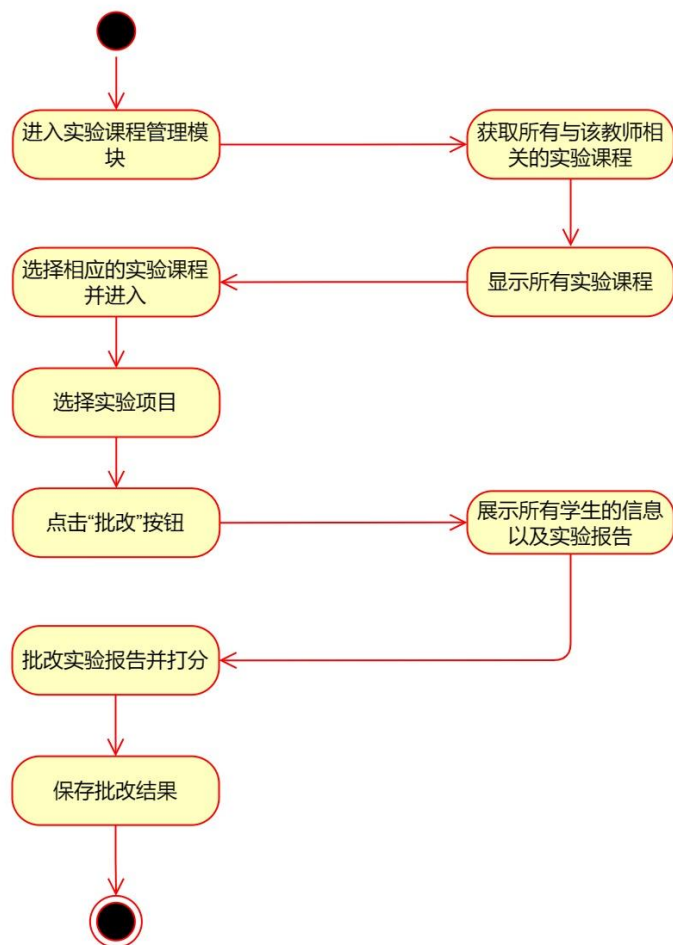 进入实验课程管理模
块
获取所有与该教师相
关的实验课程
显示所有实验课程
选择相应的实验课程
并进入
选择实验项目
点击“批改”按钮
展示所有学生的信息
以及实验报告
批改实验报告并打分
保存批改结果